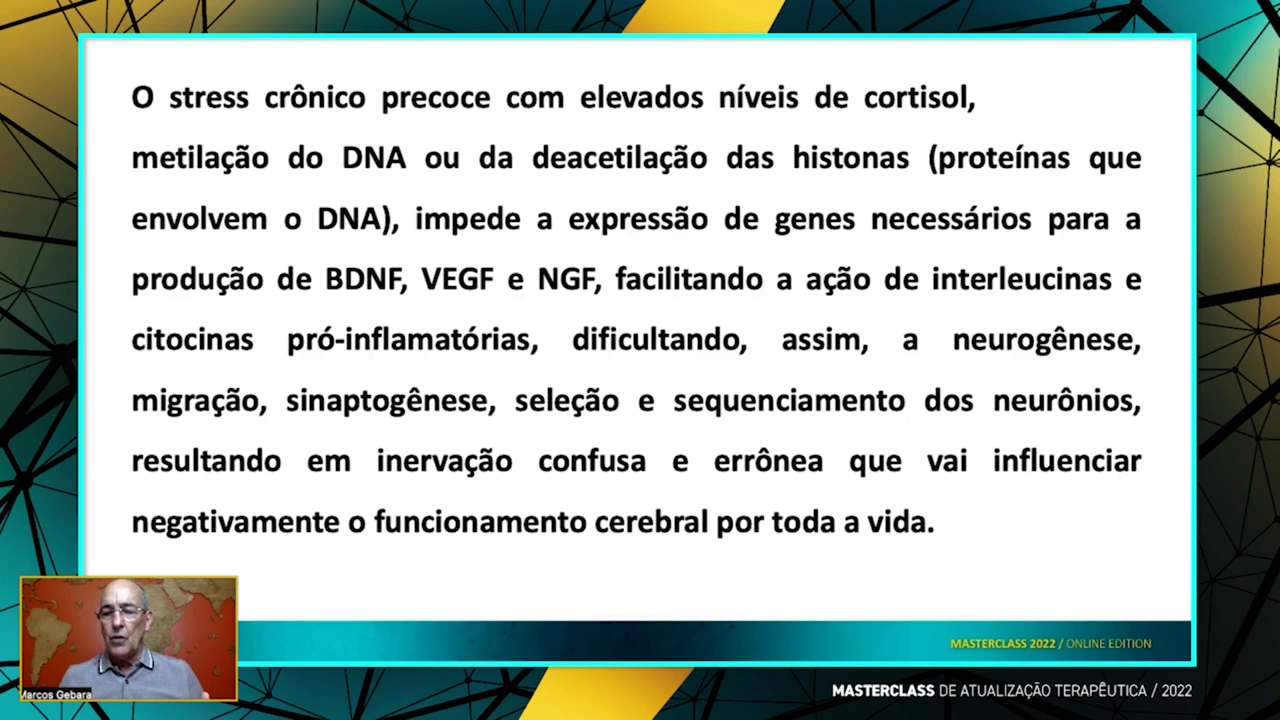 O stress crônico precoce com elevados níveis de cortisol,
metilação do DNA ou da deacetilação das histonas (proteínas que
envolvem o DNA), impede a expressão de genes necessários para a
produção de BDNF, VEGF e NGF, facilitando a ação de interleucinas e
citocinas pró-inflamatórias, dificultando, assim, a neurogênese,
migração, sinaptogênese, seleção e sequenciamento dos neurônios,
resultando em inervação confusa e errônea que vai influenciar
negativamente o funcionamento cerebral por toda a vida.
MASTERCLASS 2022 / ONLINE EDITION
Marcos Gebara
MASTERCLASS DE ATUALIZAÇÃO TERAPÊUTICA / 2022